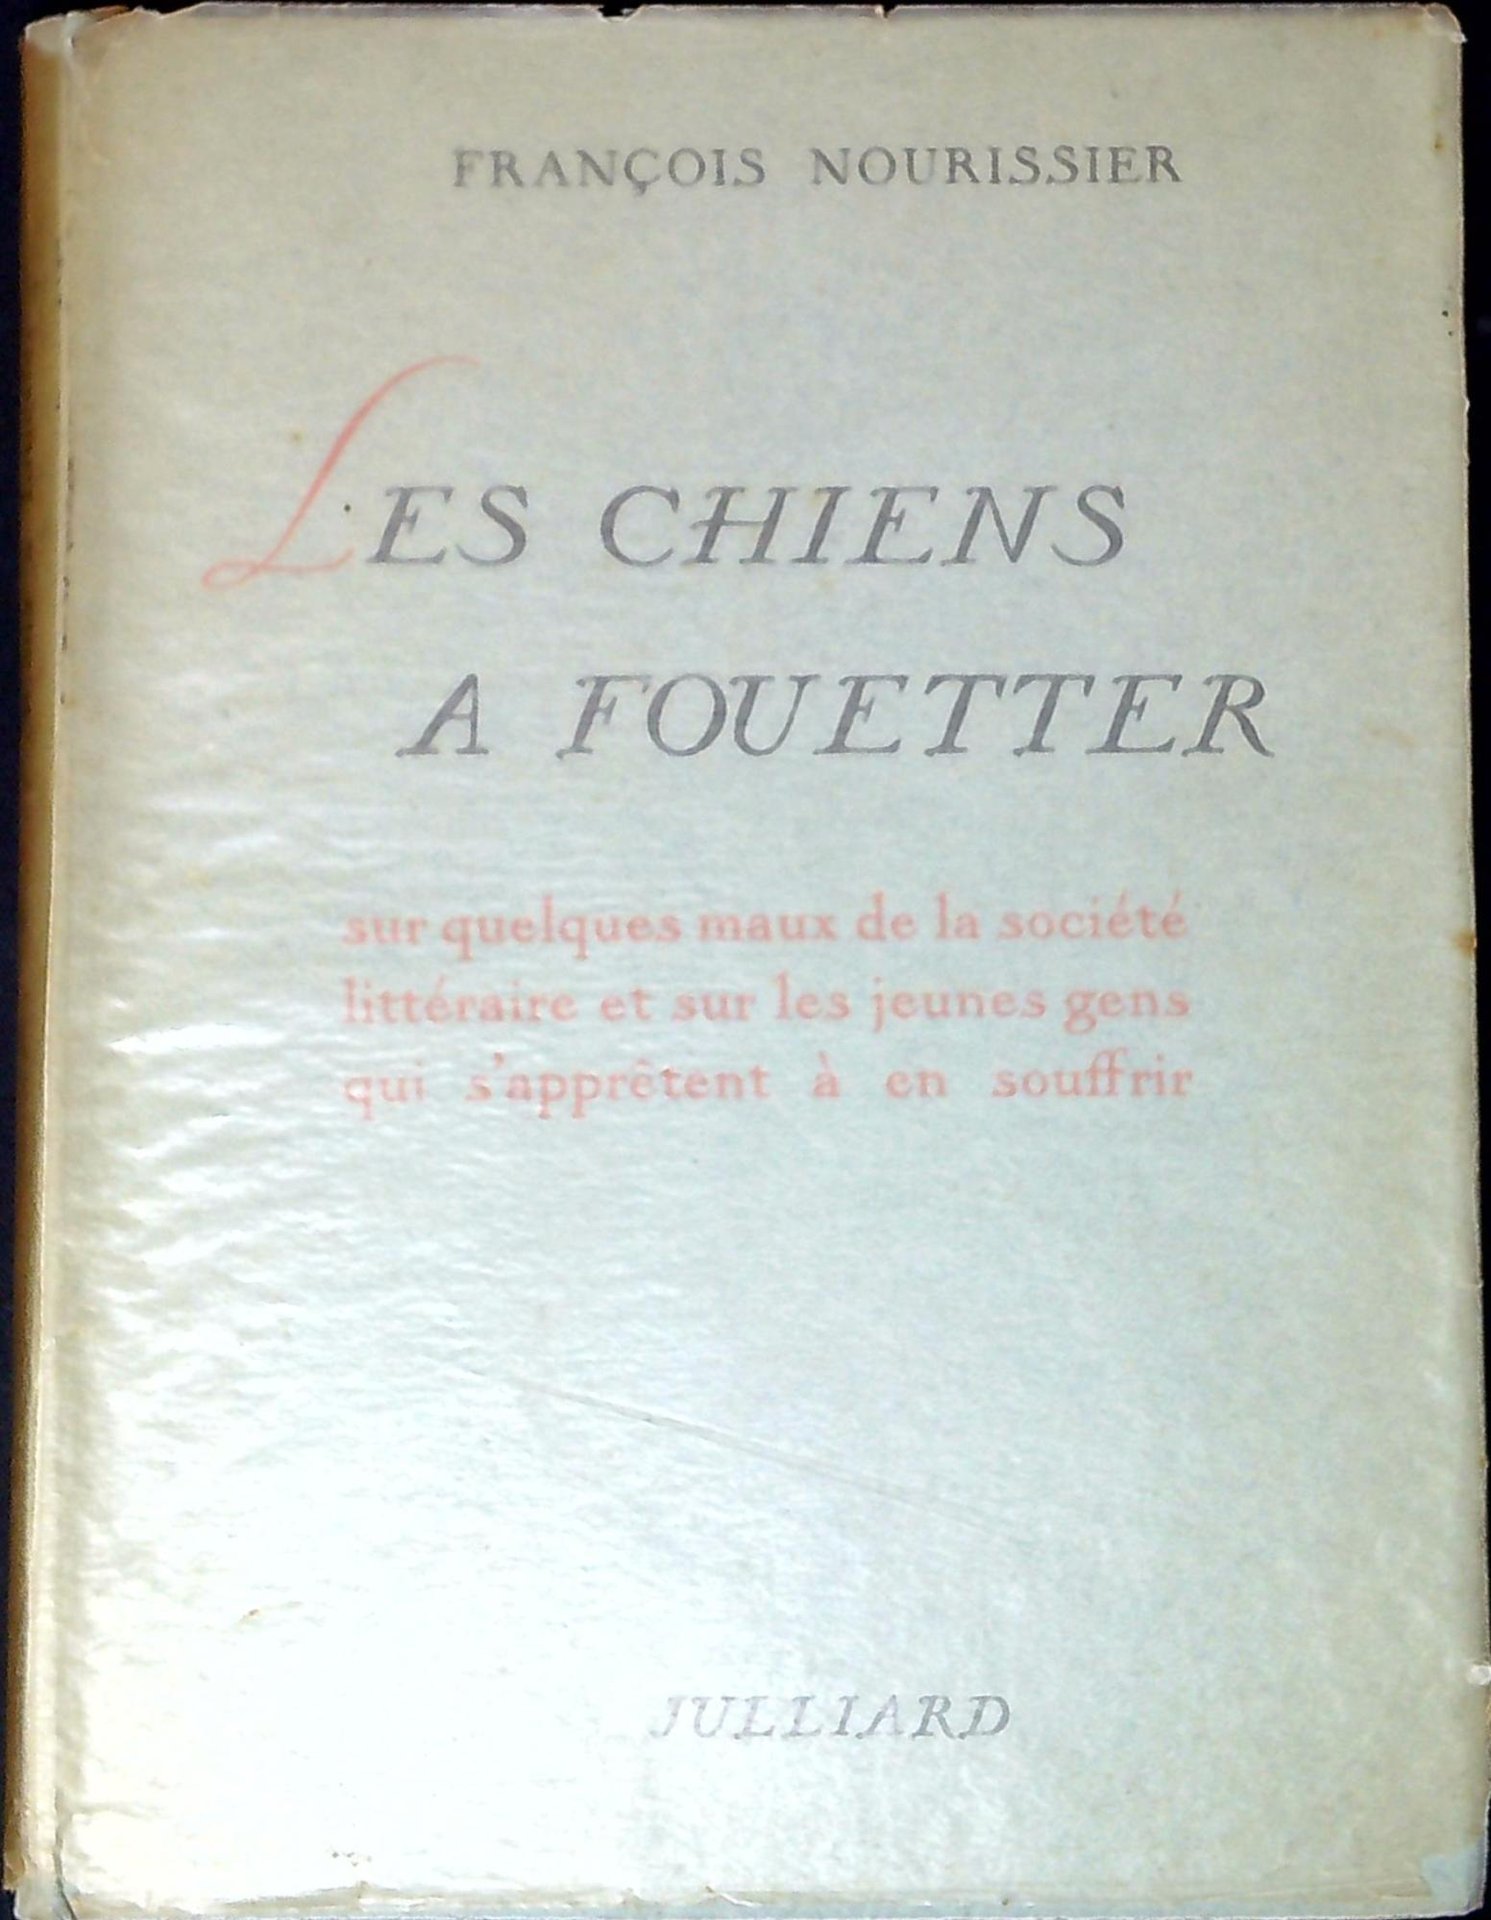 FRANÇOIS NOURISSIER
LES CHIENS
A FOUETTER
sur quelques maux de la société
littéraire et sur les jeunes gens
qui s'apprêtent à en souffrir
JULLIARD